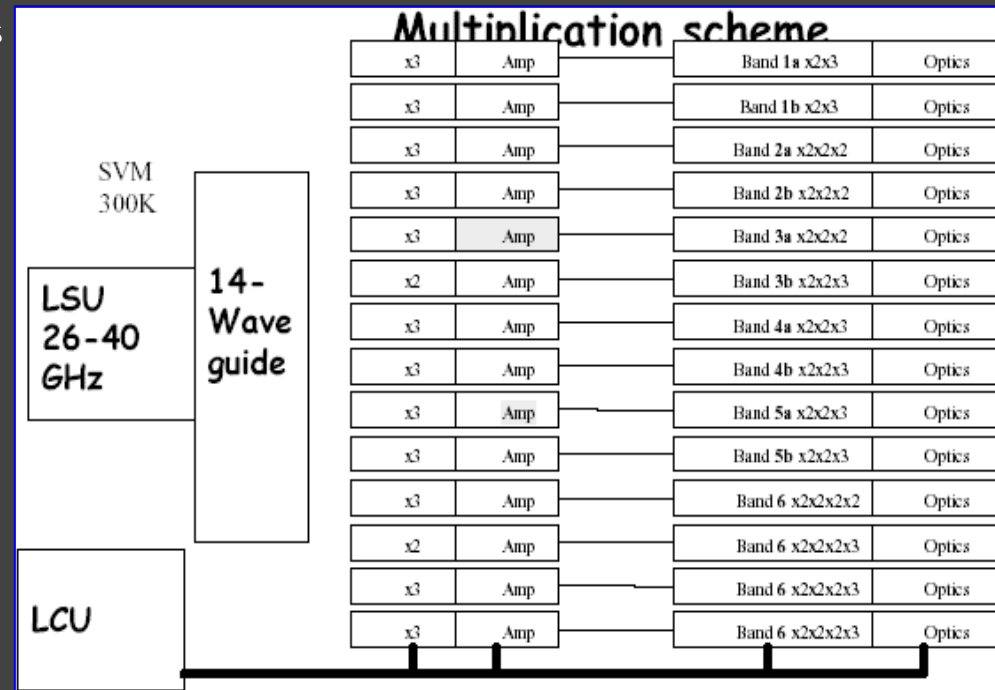 Multiplication scheme
x3 Amp Band 1a x2x3 Optics
x3 Amp Band 1b x2x3 Optics
x3 Amp Band 2a x2x2x2 Optics
SVM
300K
x3 Amp Band 2b x2x2x2 Optics
x3 Amp Band 3a x2x2x2 Optics
x2 Amp Band 3b x2x2x3 Optics
14-
Wave
guide
LSU
26-40
GHz
x3 Amp Band 4a x2x2x3 Optics
x3 Amp Band 4b x2x2x3 Optics
x3 Amp Band 5a x2x2x3 Optics
x3 Amp Band 5b x2x2x3 Optics
x3 Amp Band 6 x2x2x2x2 Optics
x2 Amp Band 6 x2x2x2x3 Optics
x3 Amp Band 6 x2x2x2x3 Optics
LCU
x3 Amp Band 6 x2x2x2x3 Optics